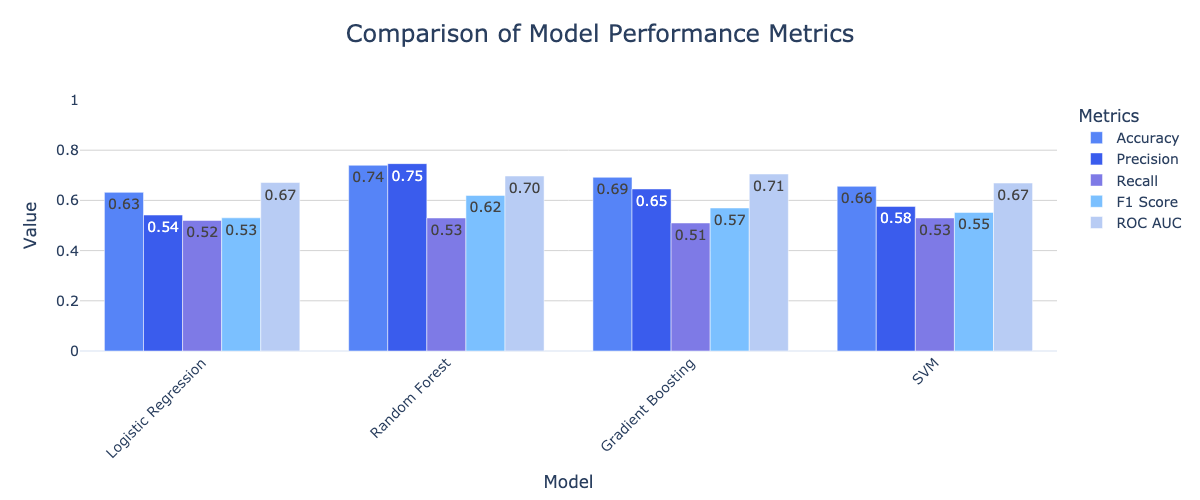 Comparison of Model Performance Metrics
1
0.8
0.6
0.4
0.2
0
Value
0.63
0.54
0.52
0.53
0.67
0.74
0.75
0.53
0.62
0.70
0.69
0.65
0.51
0.57
0.71
0.66
0.58
0.53
0.55
0.67
Logistic Regression
Random Forest
Gradient Boosting
SVM
Model
Metrics
Accuracy
Precision
Recall
F1 Score
ROC AUC